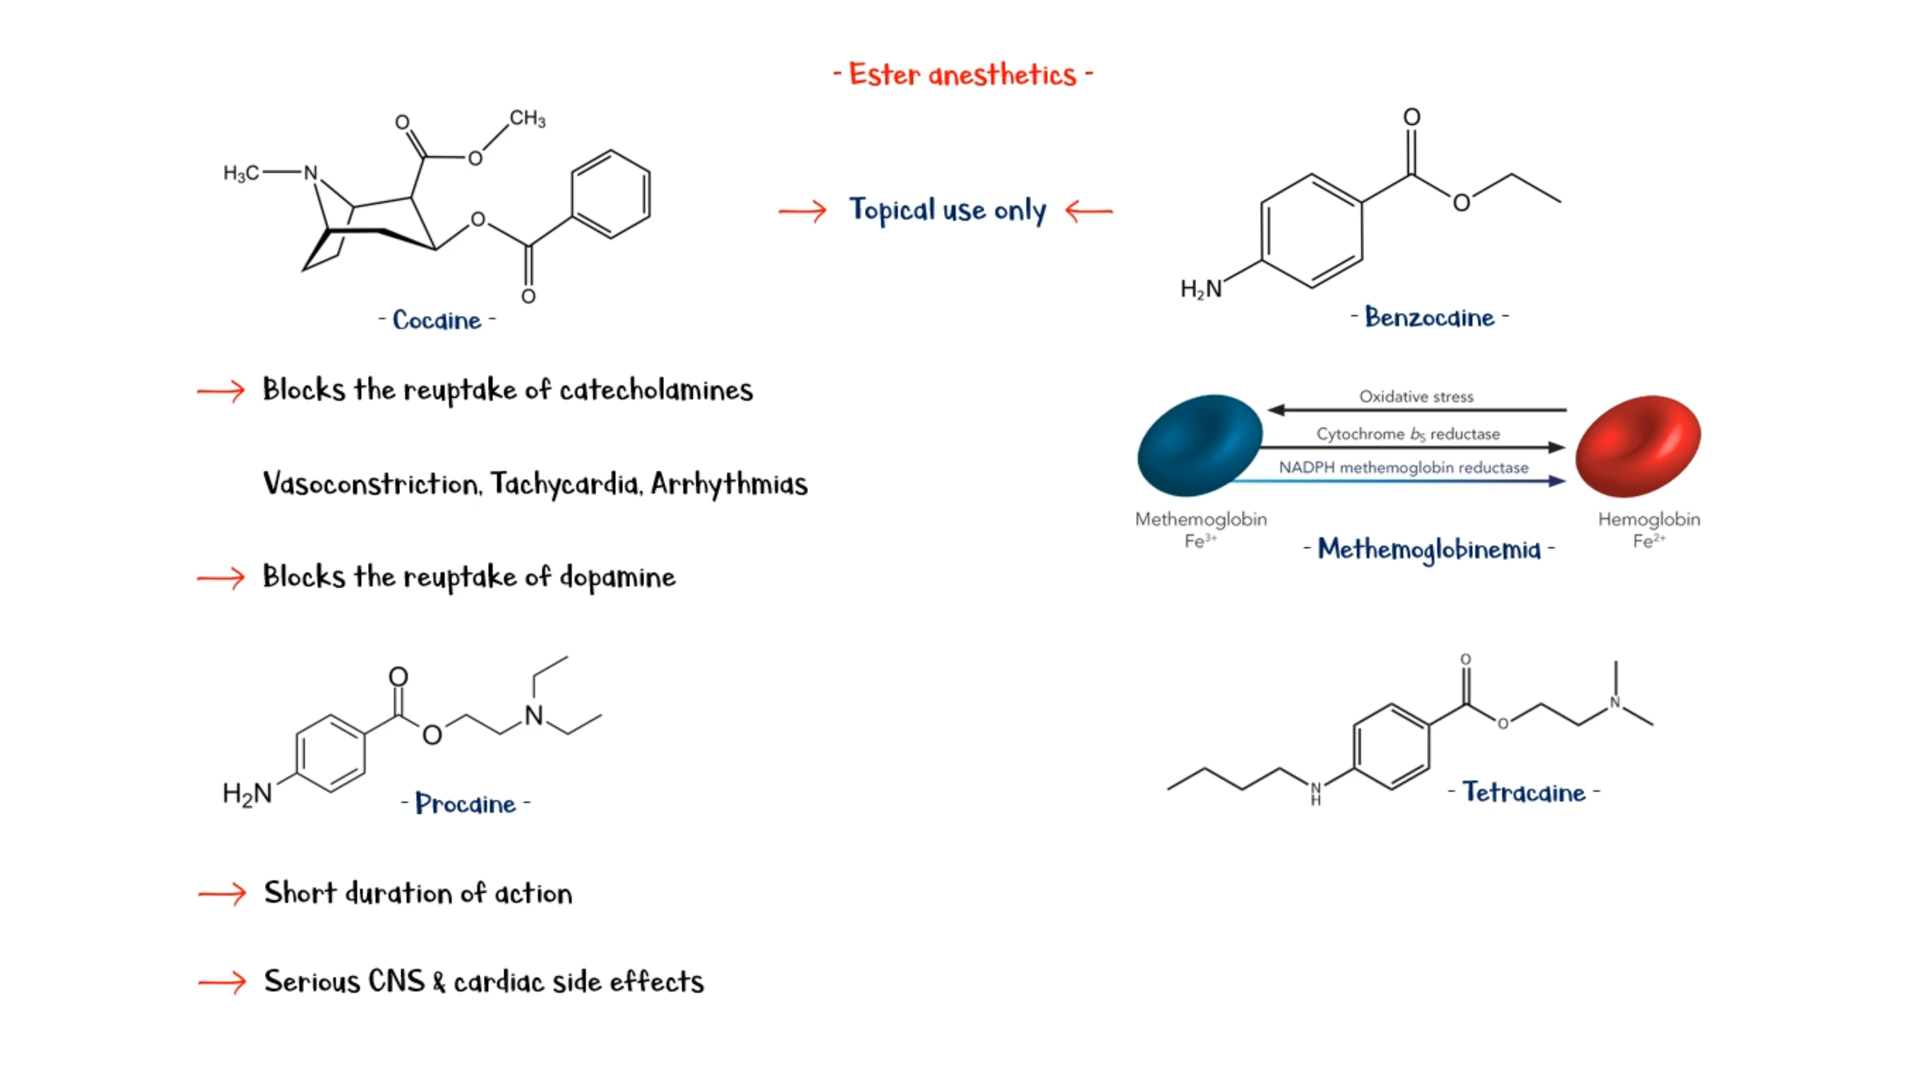 - Ester anesthetics -
O
CH₃
O
H₃C
N
O
O
- Cocaine -
→ Topical use only ←
O
O
H₂N
- Benzocaine -
→ Blocks the reuptake of catecholamines
Vasoconstriction, Tachycardia, Arrhythmias
→ Blocks the reuptake of dopamine
Oxidative stress
Cytochrome b₅ reductase
NADPH methemoglobin reductase
Methemoglobin
Fe³⁺
Hemoglobin
Fe²⁺
- Methemoglobinemia -
O
O
N
H₂N
- Procaine -
O
O
N
N
H
- Tetracaine -
→ Short duration of action
→ Serious CNS & cardiac side effects